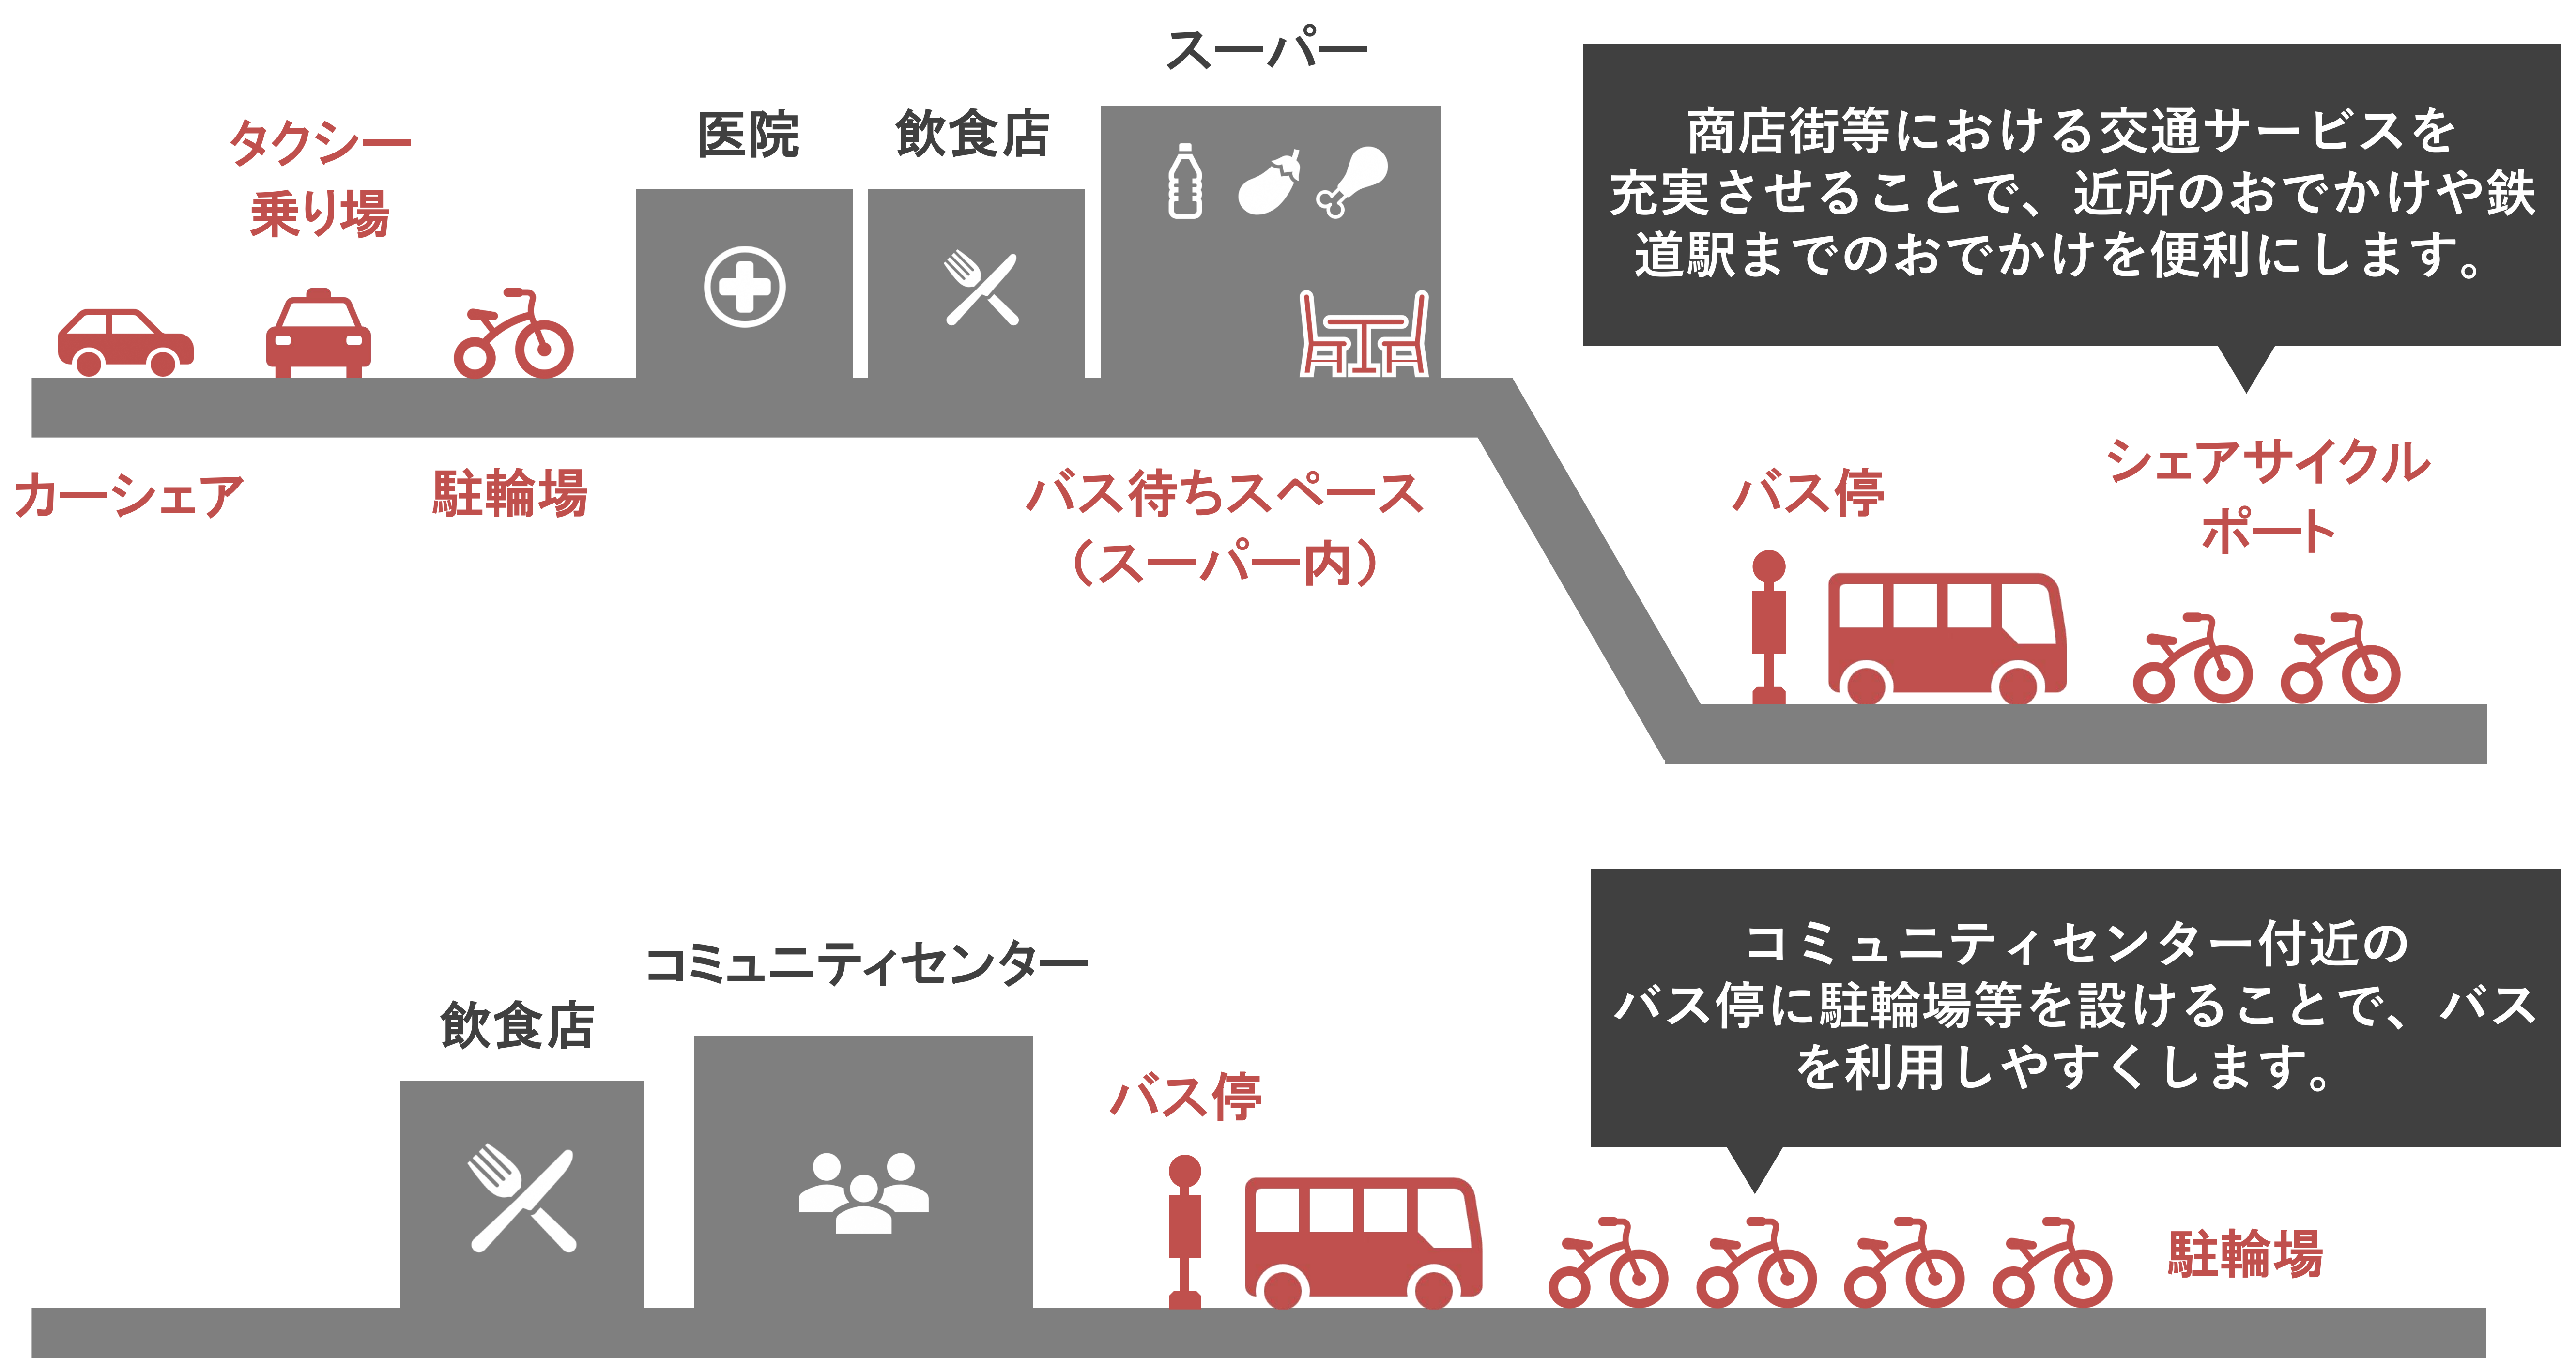 スーパー
医院
飲食店
タクシー
乗り場
商店街等における交通サービスを
充実させることで、近所のおでかけや鉄
道駅までのおでかけを便利にします。
カーシェア
駐輪場
バス待ちスペース
（スーパー内）
バス停
シェアサイクル
ポート
コミュニティセンター
飲食店
バス停
コミュニティセンター付近の
バス停に駐輪場等を設けることで、バス
を利用しやすくします。
駐輪場